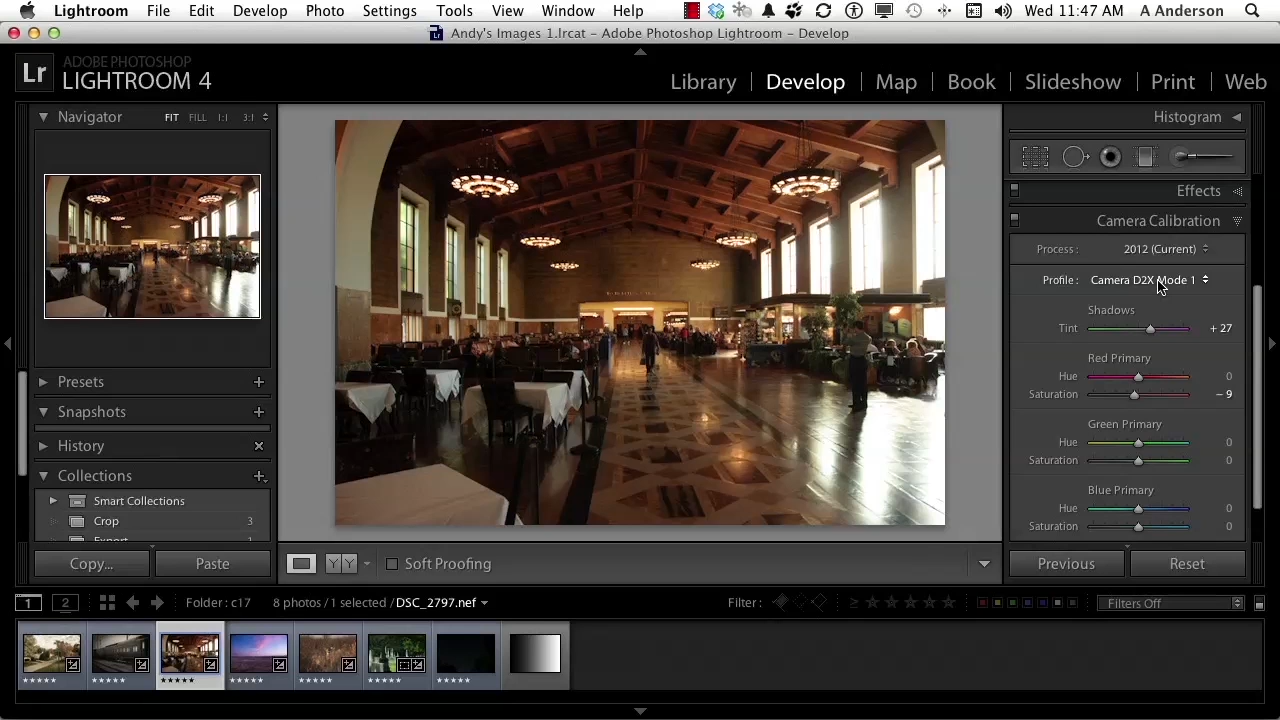 Lightroom File Edit Develop Photo Settings Tools View Window Help Wed 11:47 AM A Anderson
Andy's Images 1.lrcat – Adobe Photoshop Lightroom – Develop
Lr
ADOBE PHOTOSHOP
LIGHTROOM 4
Library | Develop | Map | Book | Slideshow | Print | Web
Navigator FIT FILL 1:1 3:1
Presets
Snapshots
History
Collections
Smart Collections
Crop 3
Copy... Paste
Soft Proofing
Histogram
Effects
Camera Calibration
Process : 2012 (Current)
Profile : Camera D2X Mode 1
Shadows
Tint + 27
Red Primary
Hue 0
Saturation – 9
Green Primary
Hue 0
Saturation 0
Blue Primary
Hue 0
Saturation 0
Previous Reset
1 2 Folder : c17 8 photos / 1 selected / DSC_2797.nef Filter : Filters Off